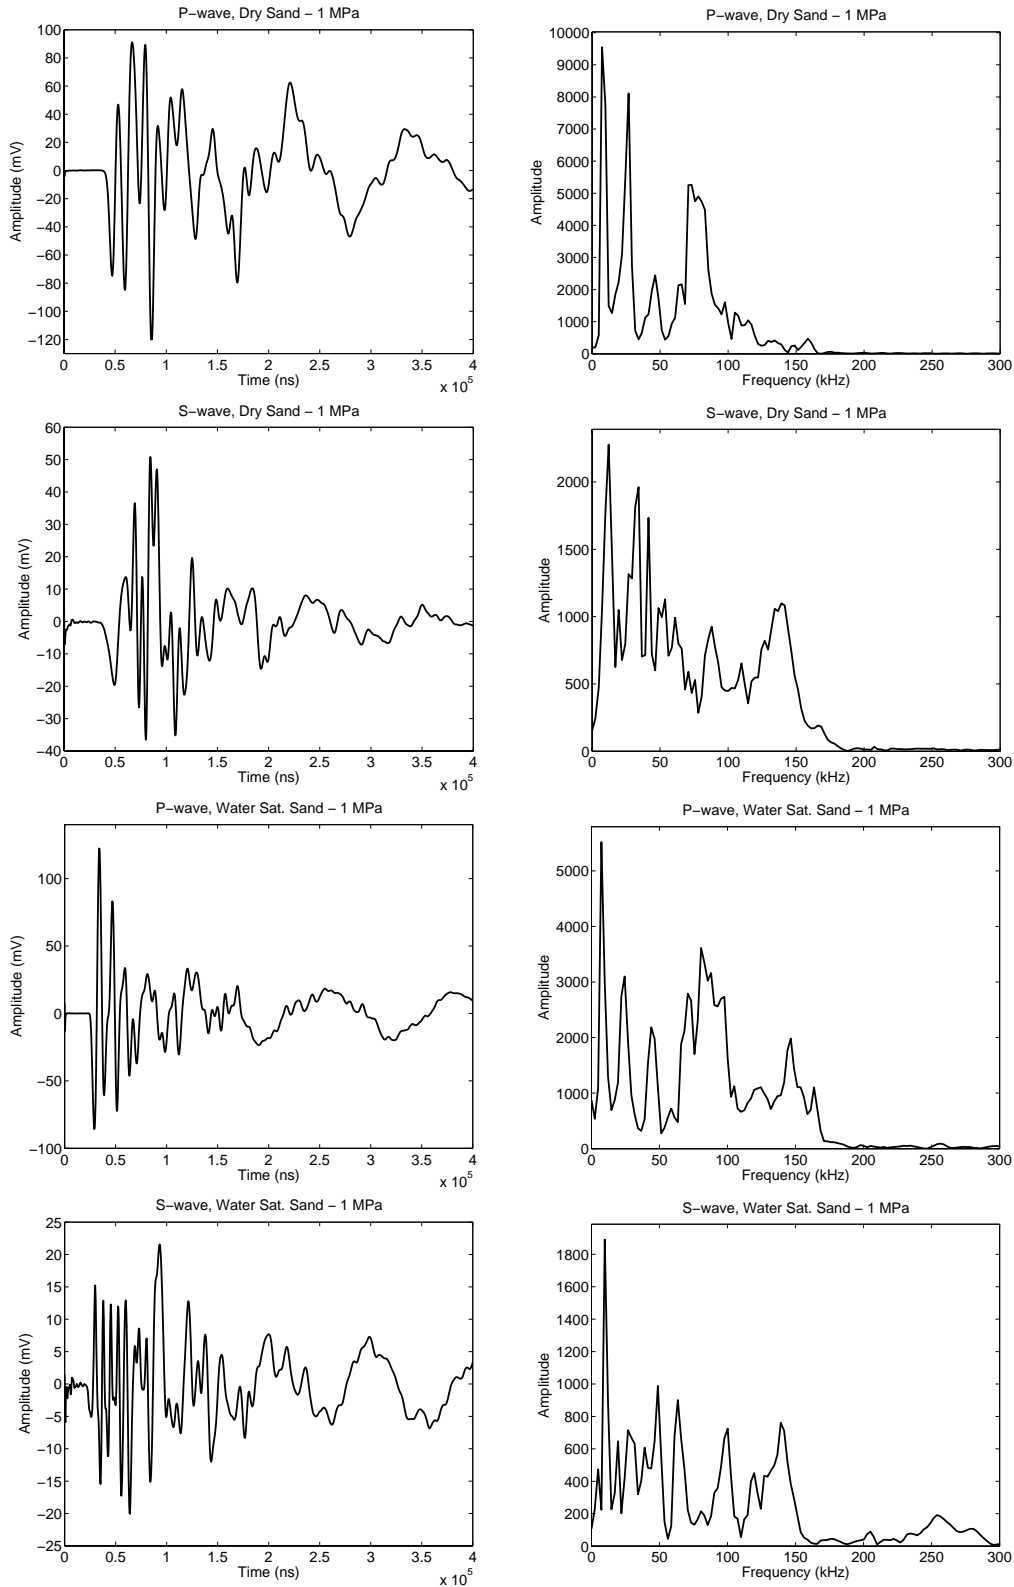 P−wave, Dry Sand − 1 MPa
Amplitude (mV)
100
80
60
40
20
0
−20
−40
−60
−80
−100
−120
0 0.5 1 1.5 2 2.5 3 3.5 4
Time (ns)
x 10^5
P−wave, Dry Sand − 1 MPa
Amplitude
10000
9000
8000
7000
6000
5000
4000
3000
2000
1000
0
0 50 100 150 200 250 300
Frequency (kHz)
S−wave, Dry Sand − 1 MPa
Amplitude (mV)
60
50
40
30
20
10
0
−10
−20
−30
−40
0 0.5 1 1.5 2 2.5 3 3.5 4
Time (ns)
x 10^5
S−wave, Dry Sand − 1 MPa
Amplitude
2000
1500
1000
500
0
0 50 100 150 200 250 300
Frequency (kHz)
P−wave, Water Sat. Sand − 1 MPa
Amplitude (mV)
100
50
0
−50
−100
0 0.5 1 1.5 2 2.5 3 3.5 4
Time (ns)
x 10^5
P−wave, Water Sat. Sand − 1 MPa
Amplitude
5000
4000
3000
2000
1000
0
0 50 100 150 200 250 300
Frequency (kHz)
S−wave, Water Sat. Sand − 1 MPa
Amplitude (mV)
25
20
15
10
5
0
−5
−10
−15
−20
−25
0 0.5 1 1.5 2 2.5 3 3.5 4
Time (ns)
x 10^5
S−wave, Water Sat. Sand − 1 MPa
Amplitude
1800
1600
1400
1200
1000
800
600
400
200
0
0 50 100 150 200 250 300
Frequency (kHz)